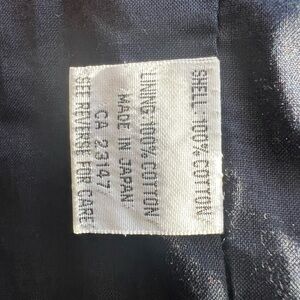 SHELL: 100% COTTON
LINING: 100% COTTON
MADE IN JAPAN
CA 23147
SEE REVERSE FOR CARE